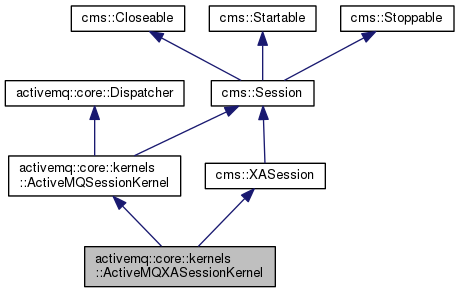 cms::Closeable
cms::Startable
cms::Stoppable
activemq::core::Dispatcher
cms::Session
activemq::core::kernels
::ActiveMQSessionKernel
cms::XASession
activemq::core::kernels
::ActiveMQXASessionKernel